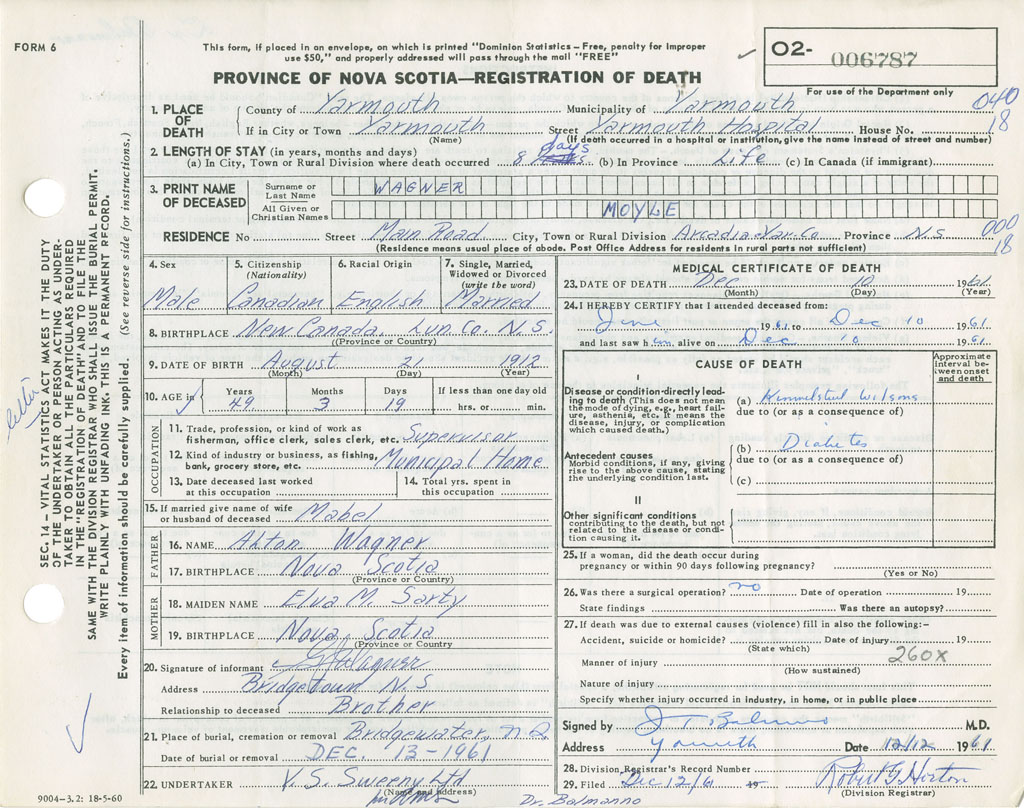 FORM 6
This form, if placed in an envelope, on which is printed "Dominion Statistics – Free, penalty for improper
use $50," and properly addressed will pass through the mail "FREE"
PROVINCE OF NOVA SCOTIA—REGISTRATION OF DEATH
O2- 006787
For use of the Department only
040
18
1. PLACE OF DEATH
County of Yarmouth Municipality of Yarmouth
If in City or Town Yarmouth Street Yarmouth Hospital House No.
(Name) (If death occurred in a hospital or institution, give the name instead of street and number)
2. LENGTH OF STAY (in years, months and days)
(a) In City, Town or Rural Division where death occurred 8 days (b) In Province Life (c) In Canada (if immigrant)
3. PRINT NAME OF DECEASED
Surname or Last Name WAGNER
All Given or Christian Names MOYLE
000
18
RESIDENCE No Street Main Road City, Town or Rural Division Arcadia Yar. Co Province N.S
(Residence means usual place of abode. Post Office Address for residents in rural parts not sufficient)
4. Sex Male
5. Citizenship (Nationality) Canadian
6. Racial Origin English
7. Single, Married, Widowed or Divorced (write the word) Married
8. BIRTHPLACE New Canada, Lun. Co. N.S.
(Province or Country)
9. DATE OF BIRTH August 21 1912
(Month) (Day) (Year)
10. AGE in Years 49 Months 3 Days 19 If less than one day old hrs. or min.
OCCUPATION
11. Trade, profession, or kind of work as
fisherman, office clerk, sales clerk, etc. Supervisor
12. Kind of industry or business, as fishing,
bank, grocery store, etc. Municipal Home
13. Date deceased last worked at this occupation
14. Total yrs. spent in this occupation
15. If married give name of wife
or husband of deceased Mabel
FATHER
16. NAME Alton Wagner
17. BIRTHPLACE Nova Scotia
(Province or Country)
MOTHER
18. MAIDEN NAME Elva M. Sarty
19. BIRTHPLACE Nova Scotia
(Province or Country)
20. Signature of informant Wagner
Address Bridgetown N.S
Relationship to deceased Brother
21. Place of burial, cremation or removal Bridgewater,
Date of burial or removal DEC. 13-1961
22. UNDERTAKER V.S. Sweeny Ltd
(Name and address)
9004-3.2: 18-5-60
MEDICAL CERTIFICATE OF DEATH
23. DATE OF DEATH Dec 10 1961
(Month) (Day) (Year)
24. I HEREBY CERTIFY that I attended deceased from:
June 1961 to Dec 10 1961
and last saw him alive on Dec 10 1961
CAUSE OF DEATH
Approximate interval between onset and death
I
Disease or condition directly leading to death (This does not mean
the mode of dying, e.g., heart failure, asthenia, etc. It means the
disease, injury, or complication which caused death.)
(a) Kimmelstiel Wilsons
due to (or as a consequence of)
Antecedent causes
Morbid conditions, if any, giving rise to the above cause, stating the underlying condition last.
(b) Diabetes
due to (or as a consequence of)
(c)
II
Other significant conditions
contributing to the death, but not related to the disease or condition causing it.
25. If a woman, did the death occur during
pregnancy or within 90 days following pregnancy?
(Yes or No)
26. Was there a surgical operation? no Date of operation 19
State findings Was there an autopsy?
27. If death was due to external causes (violence) fill in also the following:–
Accident, suicide or homicide? Date of injury 19
(State which)
260X
Manner of injury
(How sustained)
Nature of injury
Specify whether injury occurred in industry, in home, or in public place
Signed by J. T. Balmanno M.D.
Address Yarmouth Date 12/12 1961
28. Division Registrar's Record Number
29. Filed Dec 12/61 19 Robert G. Horton
(Division Registrar)
Dr. Balmanno
SEC. 14 – VITAL STATISTICS ACT MAKES IT THE DUTY
OF THE UNDERTAKER OR PERSON ACTING AS UNDER-
TAKER TO OBTAIN ALL THE PARTICULARS REQUIRED
IN THE "REGISTRATION OF DEATH" AND TO FILE THE
SAME WITH THE DIVISION REGISTRAR WHO SHALL ISSUE THE BURIAL PERMIT.
WRITE PLAINLY WITH UNFADING INK. THIS IS A PERMANENT RECORD.
Every item of information should be carefully supplied. (See reverse side for instructions.)
letter